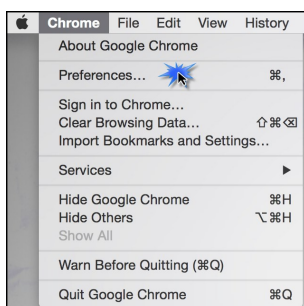 Chrome File Edit View History
About Google Chrome
Preferences... ⌘,
Sign in to Chrome...
Clear Browsing Data... ⇧⌘⌫
Import Bookmarks and Settings...
Services ▶
Hide Google Chrome ⌘H
Hide Others ⌥⌘H
Show All
Warn Before Quitting (⌘Q)
Quit Google Chrome ⌘Q